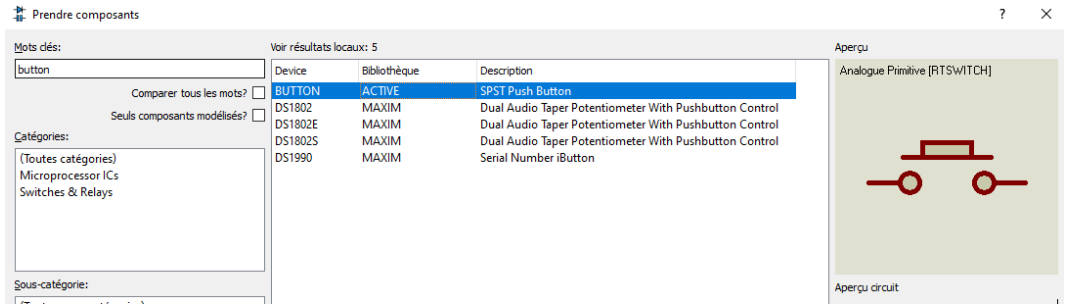 Prendre composants
? ×
Mots clés:
button
Comparer tous les mots?
Seuls composants modélisés?
Catégories:
(Toutes catégories)
Microprocessor ICs
Switches & Relays
Sous-catégorie:
Voir résultats locaux: 5
Device Bibliothèque Description
BUTTON ACTIVE SPST Push Button
DS1802 MAXIM Dual Audio Taper Potentiometer With Pushbutton Control
DS1802E MAXIM Dual Audio Taper Potentiometer With Pushbutton Control
DS1802S MAXIM Dual Audio Taper Potentiometer With Pushbutton Control
DS1990 MAXIM Serial Number iButton
Aperçu
Analogue Primitive [RTSWITCH]
Aperçu circuit